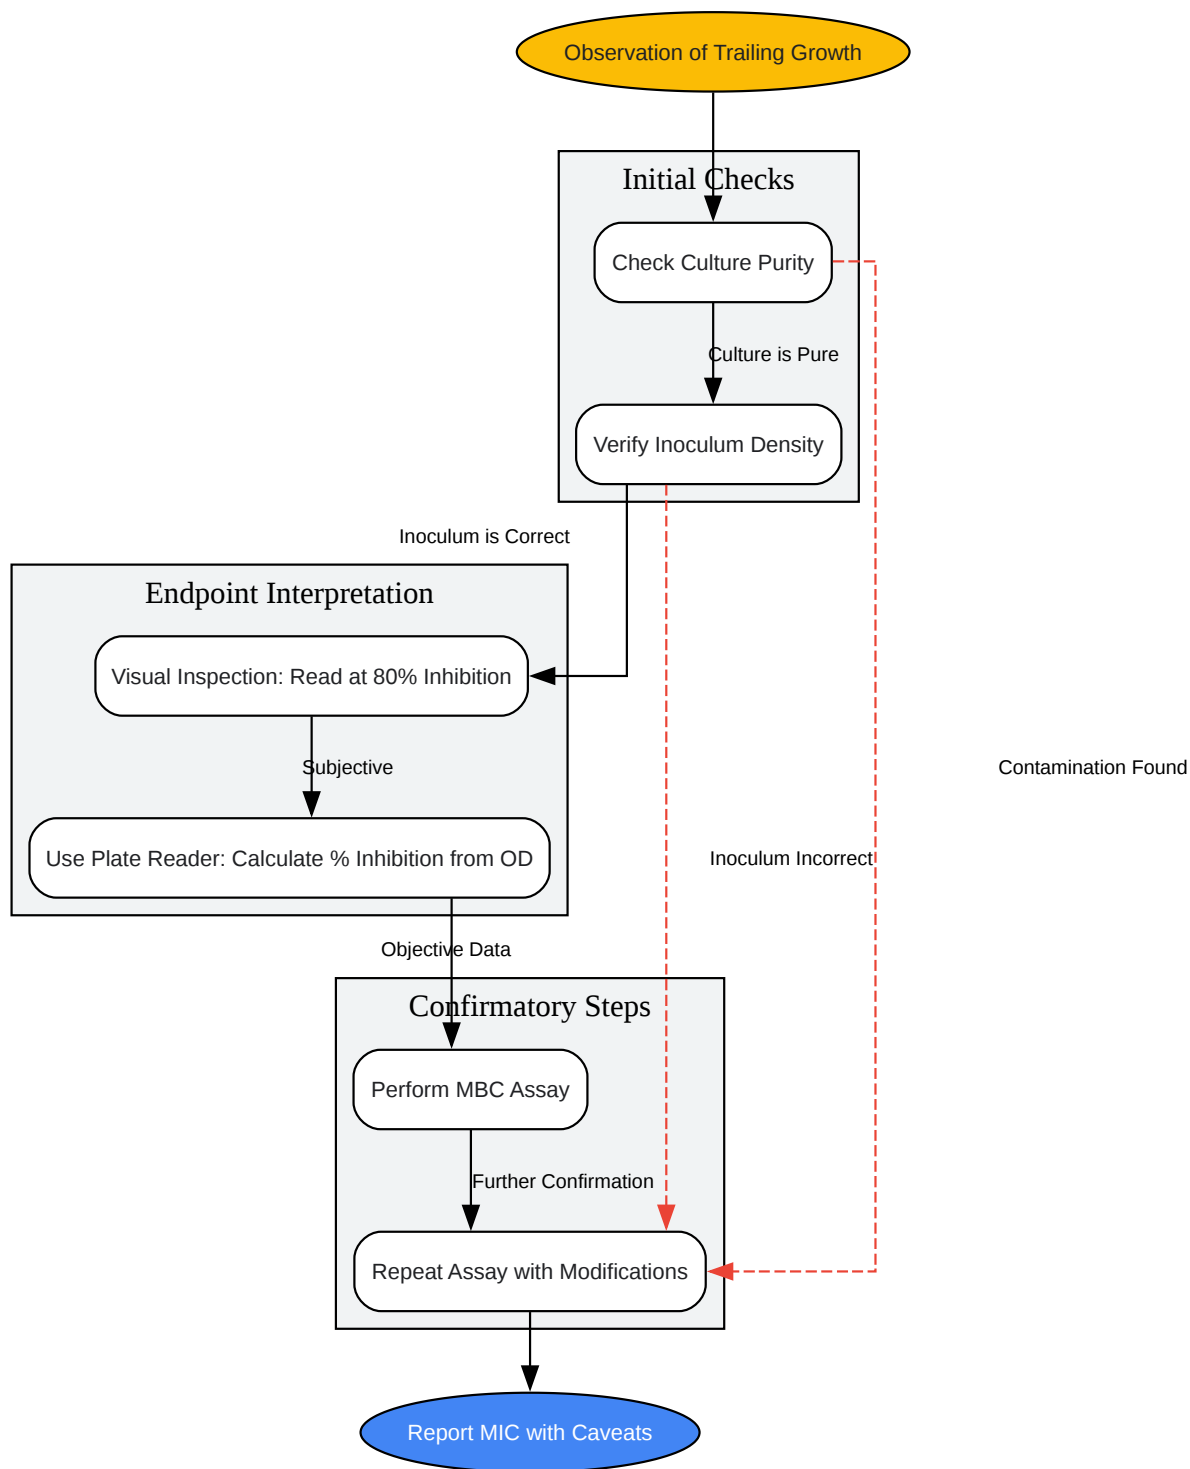 Observation of Trailing Growth
Initial Checks
Check Culture Purity
Culture is Pure
Verify Inoculum Density
Inoculum is Correct
Endpoint Interpretation
Visual Inspection: Read at 80% Inhibition
Subjective
Contamination Found
Use Plate Reader: Calculate % Inhibition from OD
Inoculum Incorrect
Objective Data
Confirmatory Steps
Perform MBC Assay
Further Confirmation
Repeat Assay with Modifications
Report MIC with Caveats